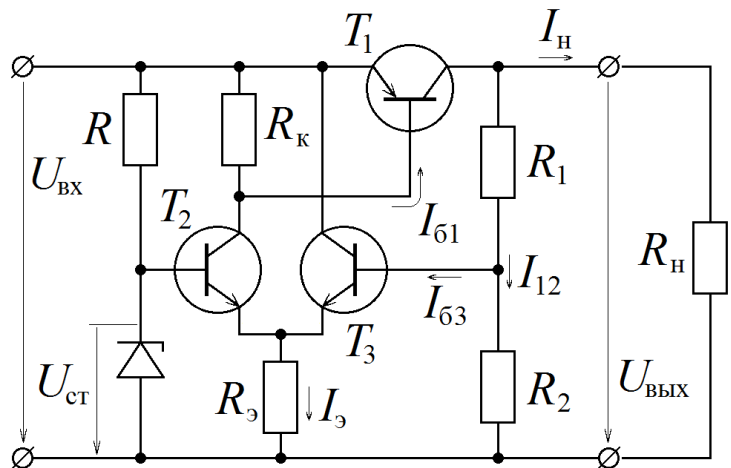 T₁
Iн
R
Rк
R₁
Uвх
T₂
Iб1
Rн
I₁₂
Iб3
T₃
Uст
Rэ
Iэ
R₂
Uвых